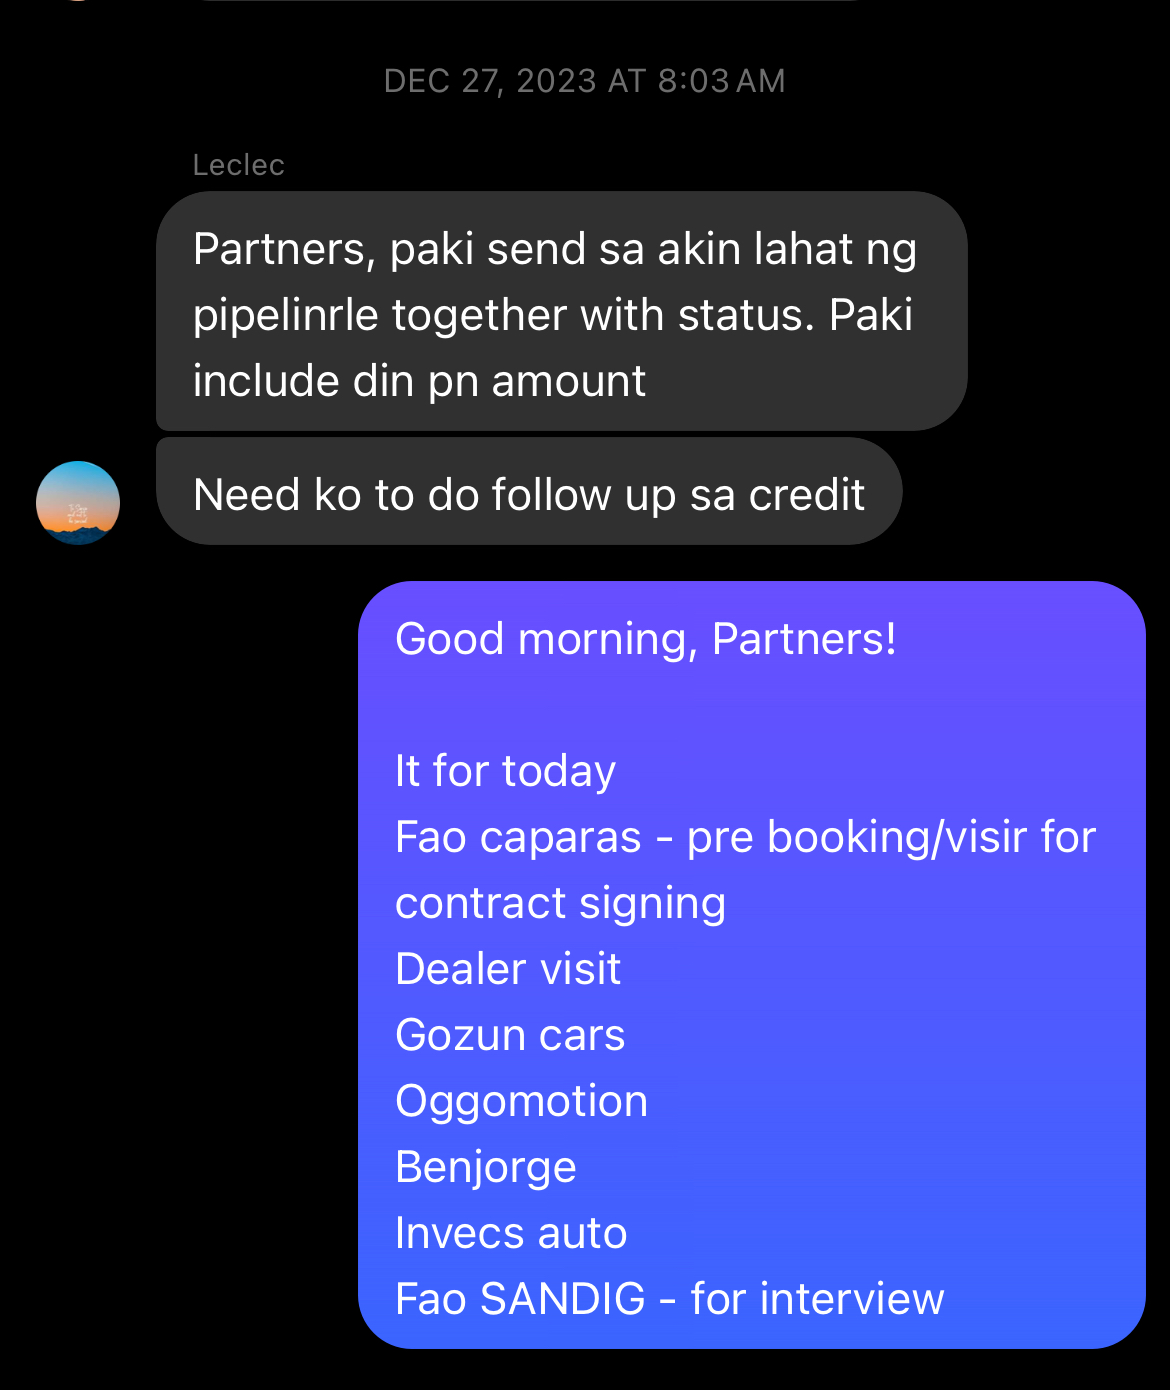 DEC 27, 2023 AT 8:03 AM
Leclec
Partners, paki send sa akin lahat ng
pipelinrle together with status. Paki
include din pn amount
Need ko to do follow up sa credit
Good morning, Partners!
It for today
Fao caparas - pre booking/visir for
contract signing
Dealer visit
Gozun cars
Oggomotion
Benjorge
Invecs auto
Fao SANDIG - for interview